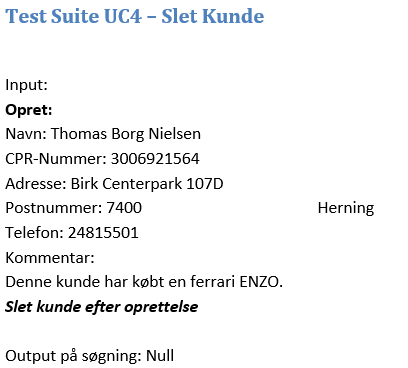 Test Suite UC4 – Slet Kunde
Input:
Opret:
Navn: Thomas Borg Nielsen
CPR-Nummer: 3006921564
Adresse: Birk Centerpark 107D
Postnummer: 7400 Herning
Telefon: 24815501
Kommentar:
Denne kunde har købt en ferrari ENZO.
Slet kunde efter oprettelse
Output på søgning: Null